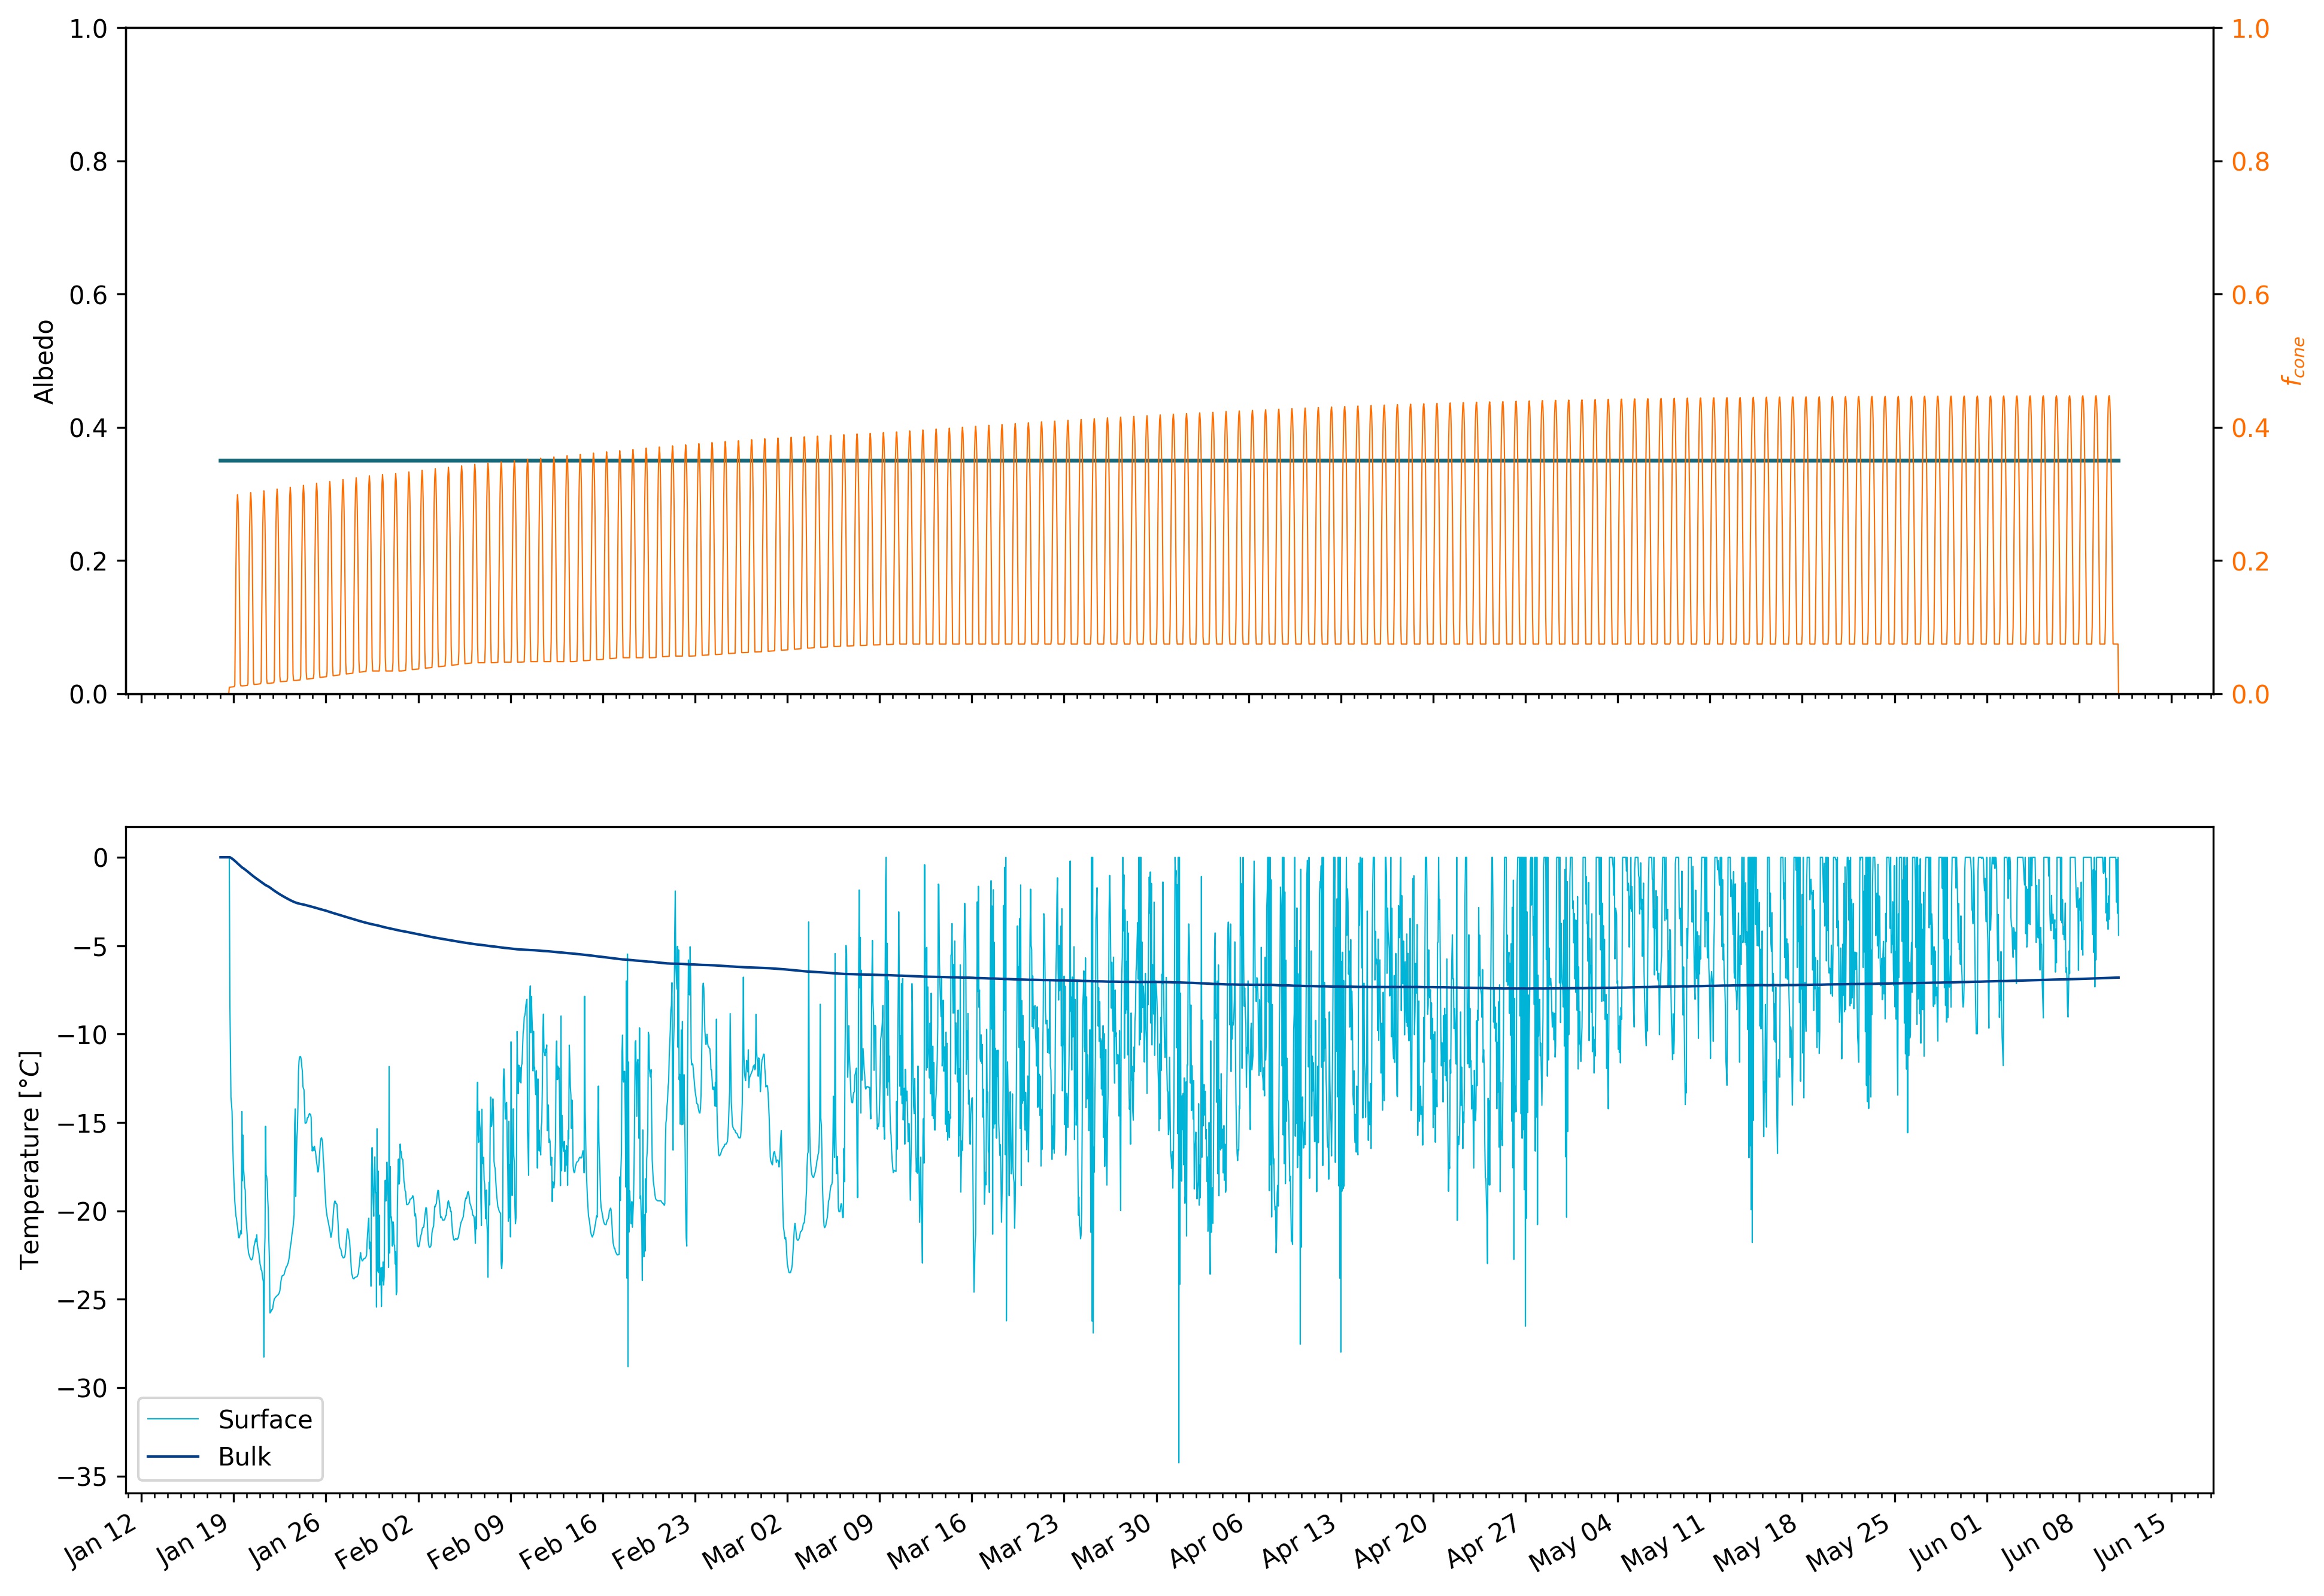 1.0
0.8
0.6
0.4
0.2
0.0
Albedo
1.0
0.8
0.6
0.4
0.2
0.0
f_cone
0
−5
−10
−15
−20
−25
−30
−35
Temperature [°C]
Surface
Bulk
Jan 12
Jan 19
Jan 26
Feb 02
Feb 09
Feb 16
Feb 23
Mar 02
Mar 09
Mar 16
Mar 23
Mar 30
Apr 06
Apr 13
Apr 20
Apr 27
May 04
May 11
May 18
May 25
Jun 01
Jun 08
Jun 15